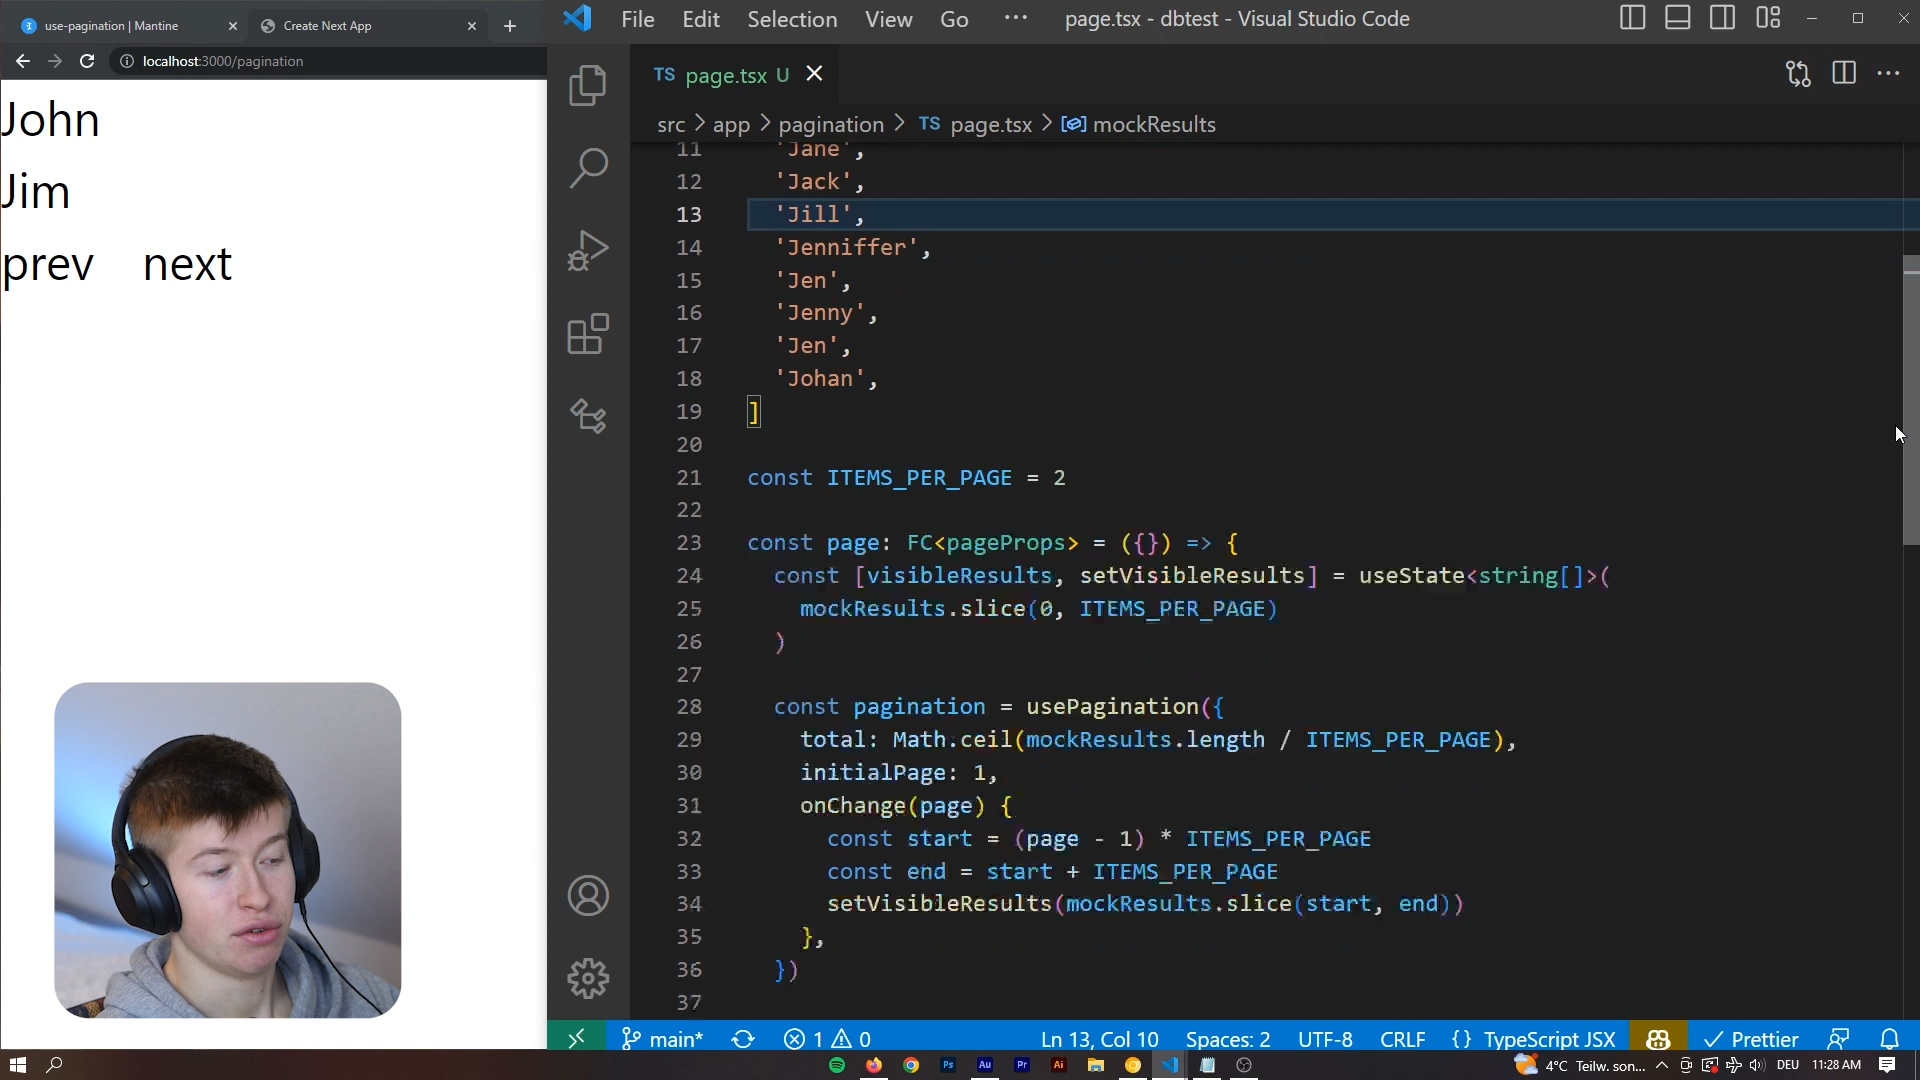 use-pagination | Mantine
Create Next App
localhost:3000/pagination
John
Jim
prev next
File Edit Selection View Go ··· page.tsx - dbtest - Visual Studio Code
TS page.tsx U
src > app > pagination > TS page.tsx > mockResults
11 'Jane',
12 'Jack',
13 'Jill',
14 'Jenniffer',
15 'Jen',
16 'Jenny',
17 'Jen',
18 'Johan',
19 ]
20
21 const ITEMS_PER_PAGE = 2
22
23 const page: FC<pageProps> = ({}) => {
24 const [visibleResults, setVisibleResults] = useState<string[]>(
25 mockResults.slice(0, ITEMS_PER_PAGE)
26 )
27
28 const pagination = usePagination({
29 total: Math.ceil(mockResults.length / ITEMS_PER_PAGE),
30 initialPage: 1,
31 onChange(page) {
32 const start = (page - 1) * ITEMS_PER_PAGE
33 const end = start + ITEMS_PER_PAGE
34 setVisibleResults(mockResults.slice(start, end))
35 },
36 })
37
main* 1 0 Ln 13, Col 10 Spaces: 2 UTF-8 CRLF {} TypeScript JSX Prettier
Ps Au Pr Ai 4°C Teilw. son... DEU 11:28 AM